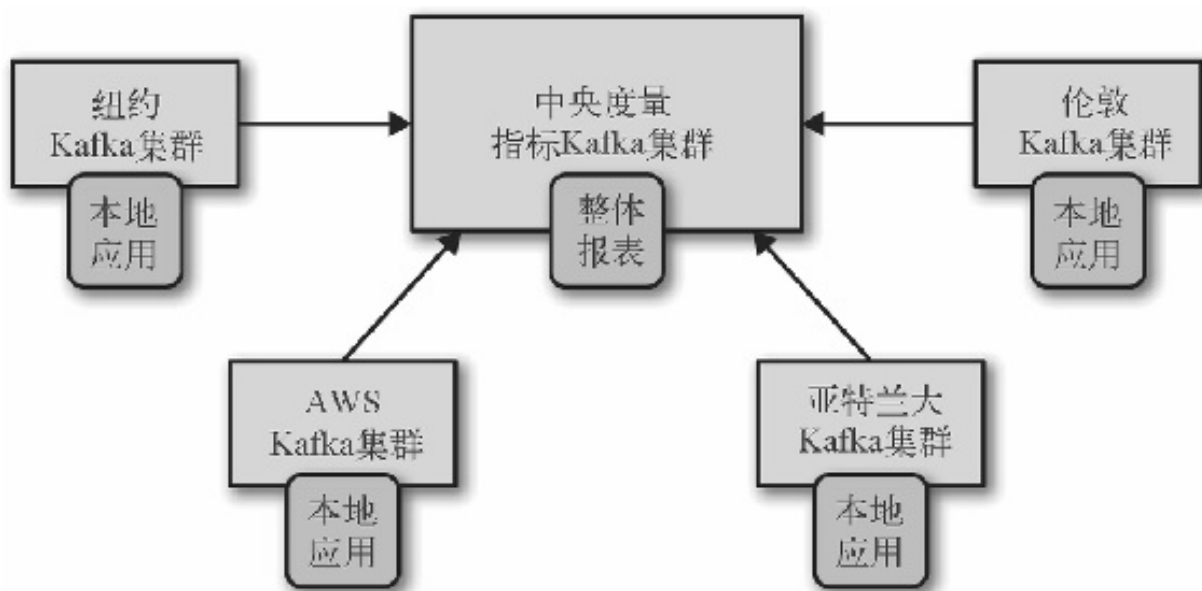 纽约
Kafka集群
本地
应用
中央度量
指标Kafka集群
整体
报表
伦敦
Kafka集群
本地
应用
AWS
Kafka集群
本地
应用
亚特兰大
Kafka集群
本地
应用